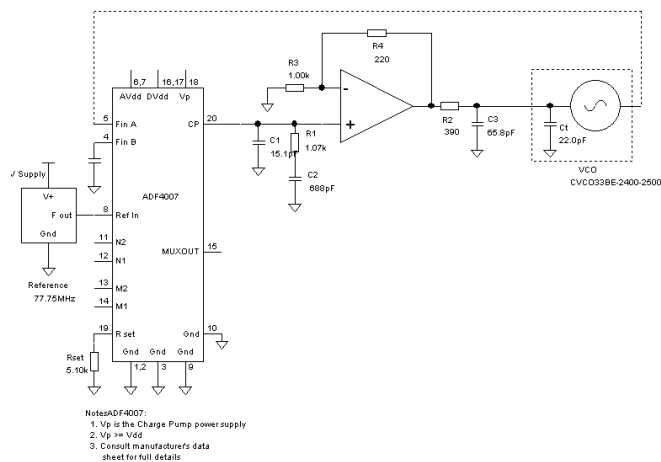 6,7 16,17 18
AVdd DVdd Vp
5 Fin A
4 Fin B
CP 20
ADF4007
8 Ref In
11 N2
12 N1
13 M2
14 M1
19 R set
MUXOUT 15
Gnd 10
Gnd Gnd Gnd
1,2 3 9
V Supply
V+
F out
Gnd
Reference
77.75MHz
Rset
5.10k
R3
1.00k
R4
220
-
+
C1
15.1pF
R1
1.07k
C2
688pF
R2
390
C3
65.8pF
Ct
22.0pF
VCO
CVCO33BE-2400-2500
NotesADF4007:
1. Vp is the Charge Pump power supply
2. Vp >= Vdd
3. Consult manufacturer's data
sheet for full details